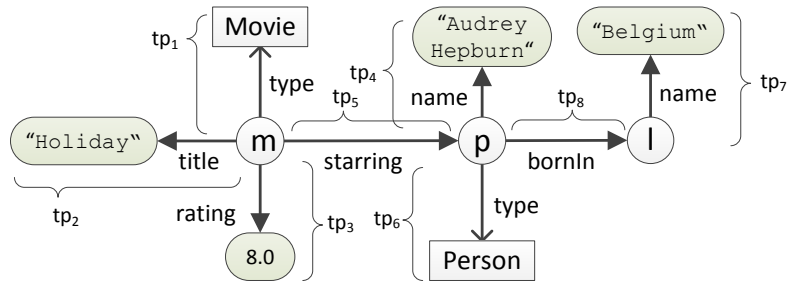 Movie
tp1
type
"Audrey
Hepburn"
tp4
name
"Belgium"
tp7
name
tp5
tp8
"Holiday"
title
m
starring
p
bornIn
l
tp2
rating
tp3
tp6
type
8.0
Person